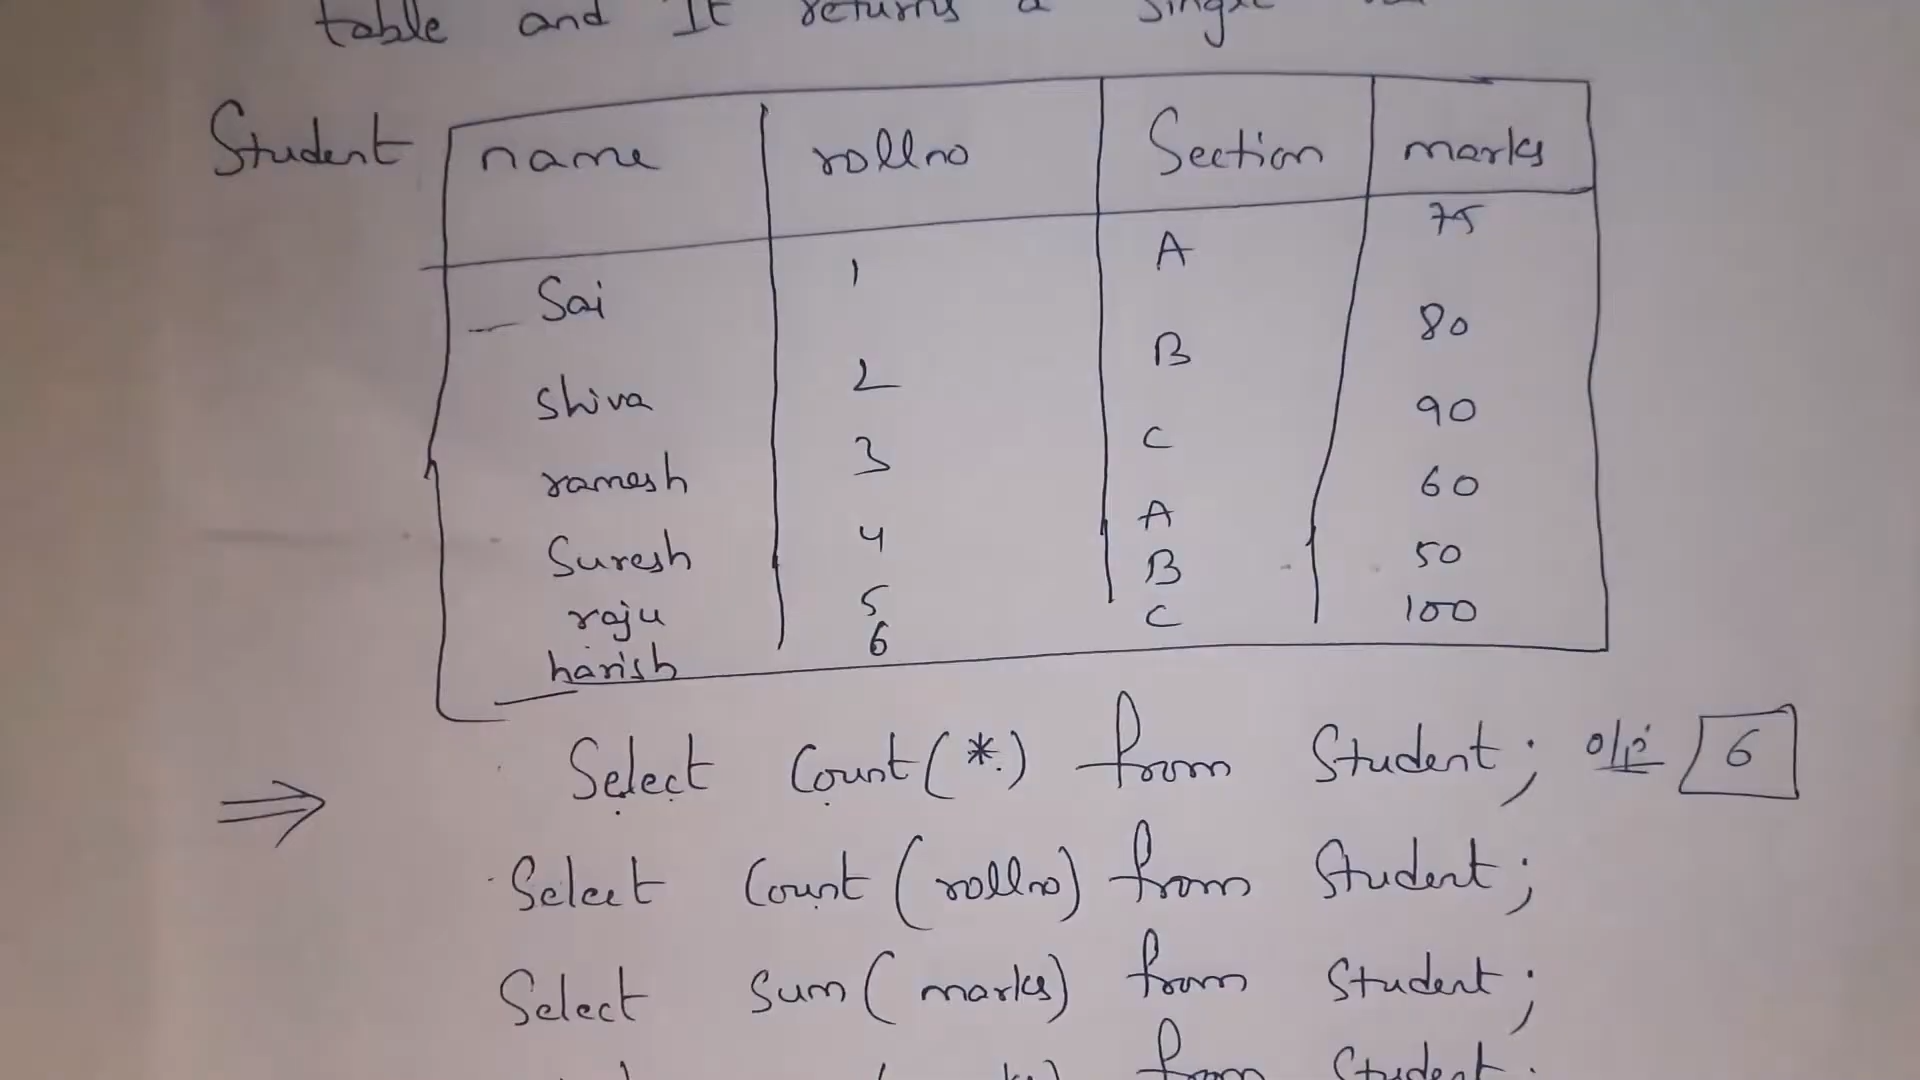 table and It returns a single
Student
name rollno Section marks
Sai 1 A 75
shiva 2 B 80
ramesh 3 C 90
Suresh 4 A 60
raju 5 B 50
harish 6 C 100
Select Count(*) from Student; o/p: 6
Select Count (rollno) from Student;
Select Sum (marks) from Student;
from Student;